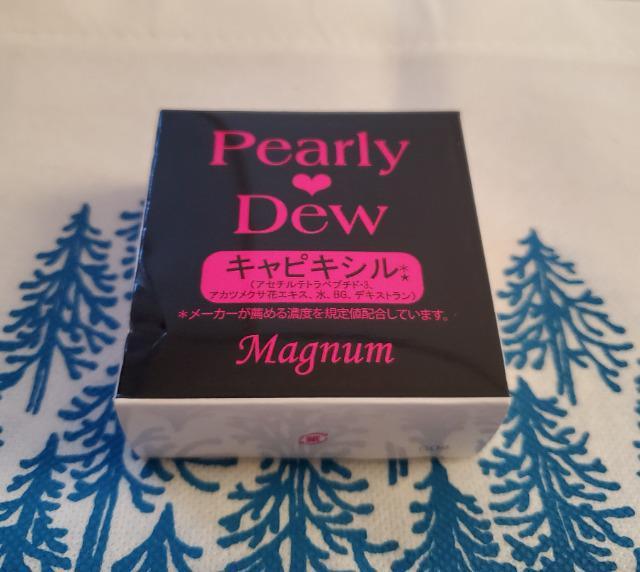 Pearly
Dew
キャピキシル**
(アセチルテトラペプチド-3、
アカツメクサ花エキス、水、BG、デキストラン)
*メーカーが薦める濃度を規定値配合しています。
Magnum